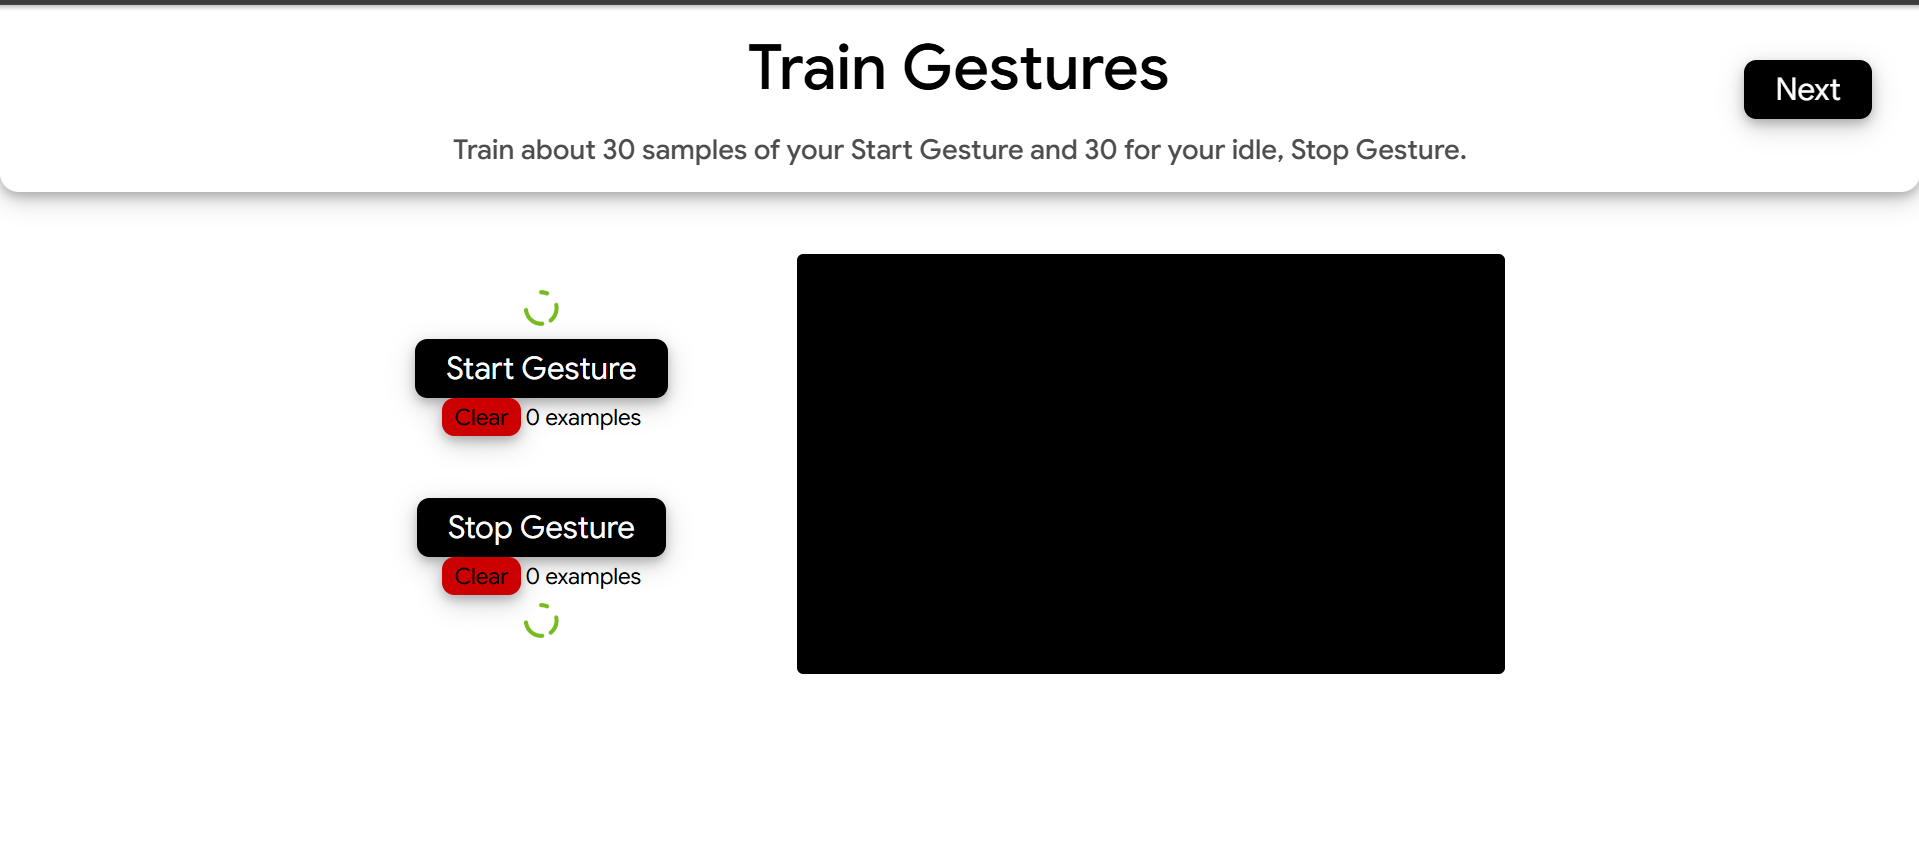 Train Gestures
Next
Train about 30 samples of your Start Gesture and 30 for your idle, Stop Gesture.
Start Gesture
Clear 0 examples
Stop Gesture
Clear 0 examples